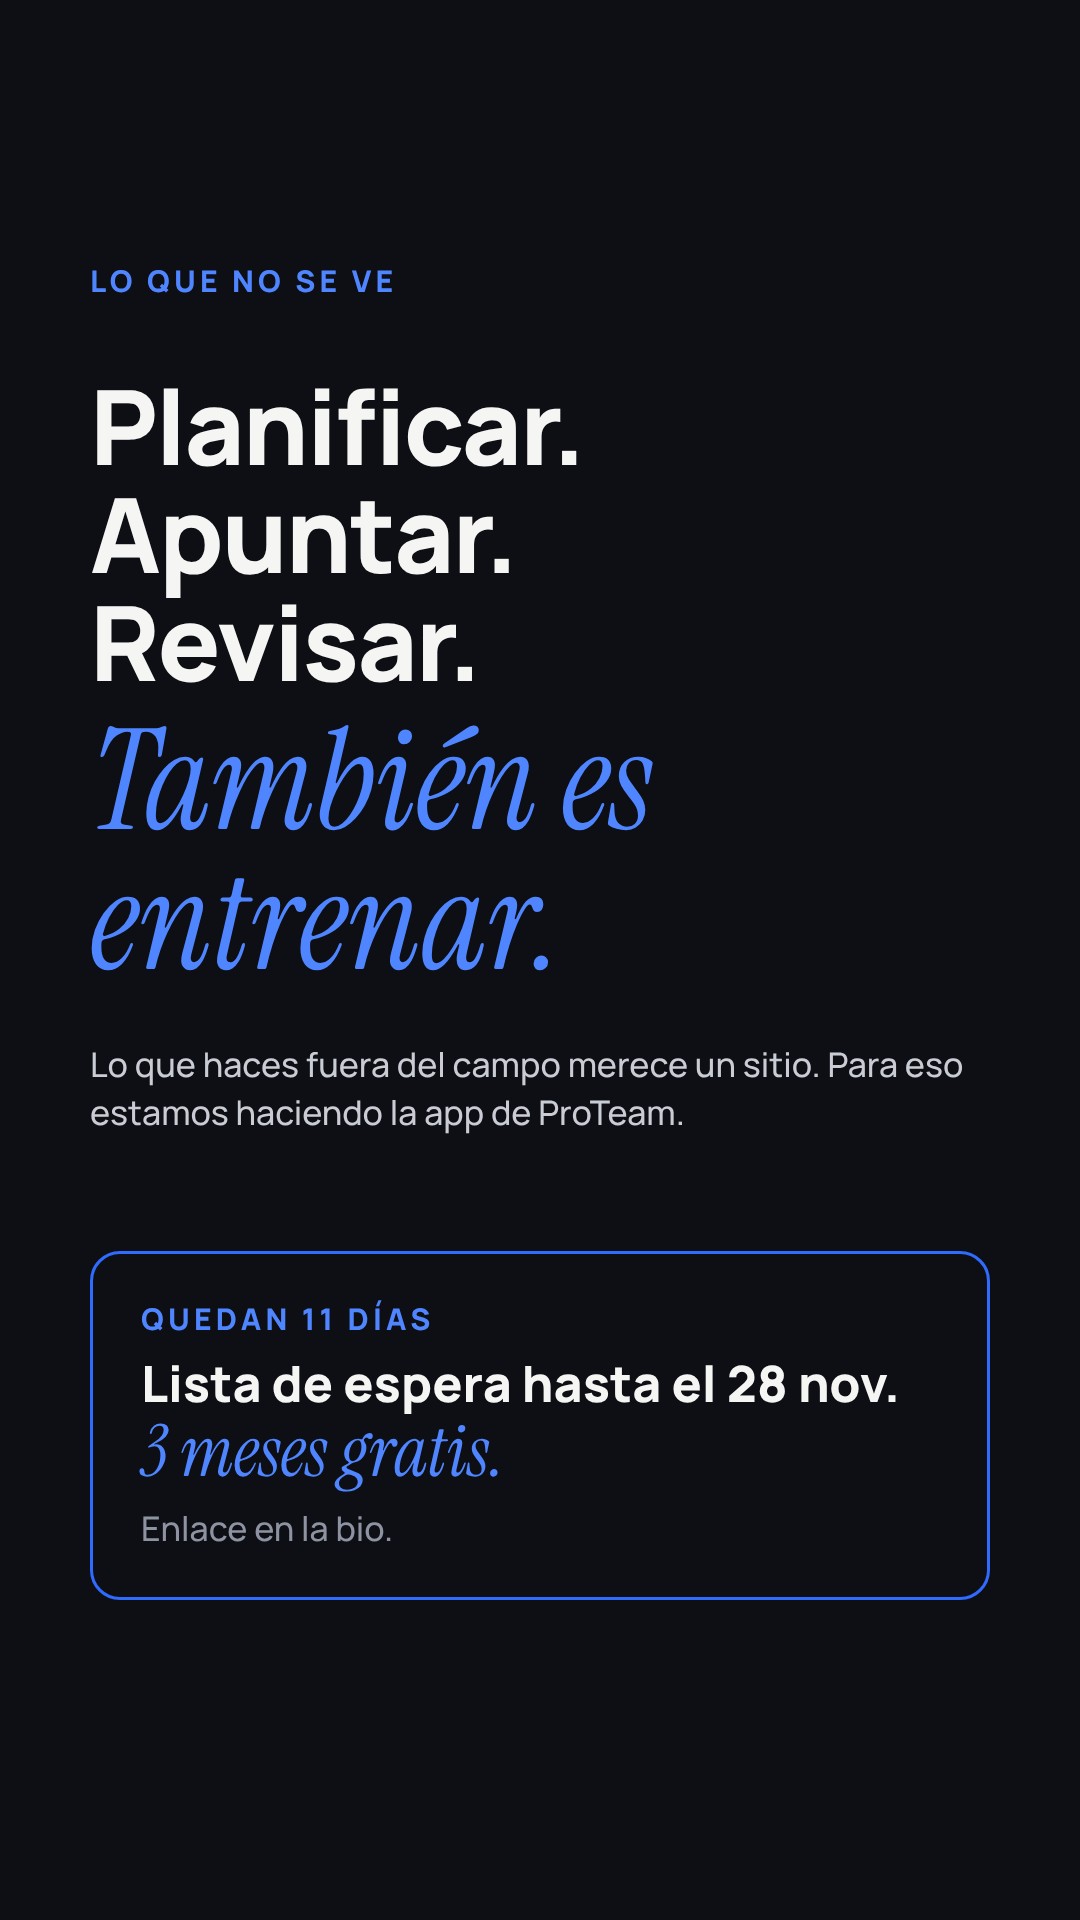 LO QUE NO SE VE
Planificar.
Apuntar.
Revisar.
También es
entrenar.
Lo que haces fuera del campo merece un sitio. Para eso
estamos haciendo la app de ProTeam.
QUEDAN 11 DÍAS
Lista de espera hasta el 28 nov.
3 meses gratis.
Enlace en la bio.